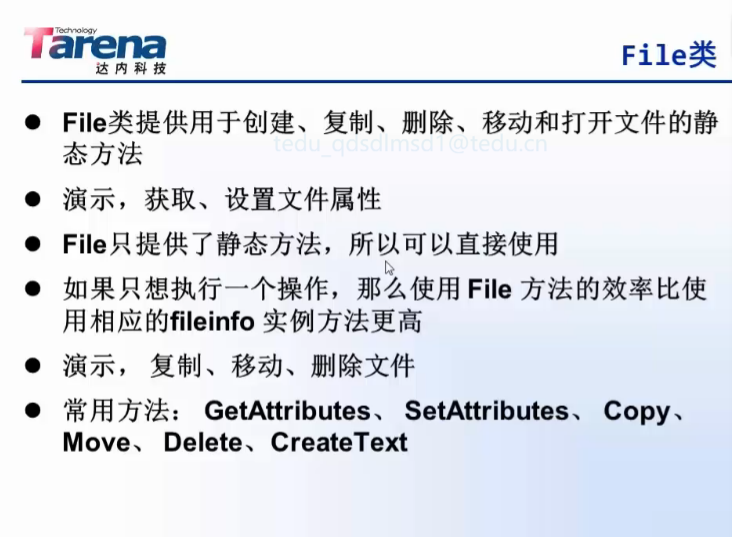 Technology
Tarena
达内科技
File类
● File类提供用于创建、复制、删除、移动和打开文件的静
态方法
tedu_qdsdlmsd1@tedu.cn
● 演示，获取、设置文件属性
● File只提供了静态方法，所以可以直接使用
● 如果只想执行一个操作，那么使用 File 方法的效率比使
用相应的fileinfo 实例方法更高
● 演示， 复制、移动、删除文件
● 常用方法： GetAttributes、 SetAttributes、 Copy、
Move、 Delete、CreateText